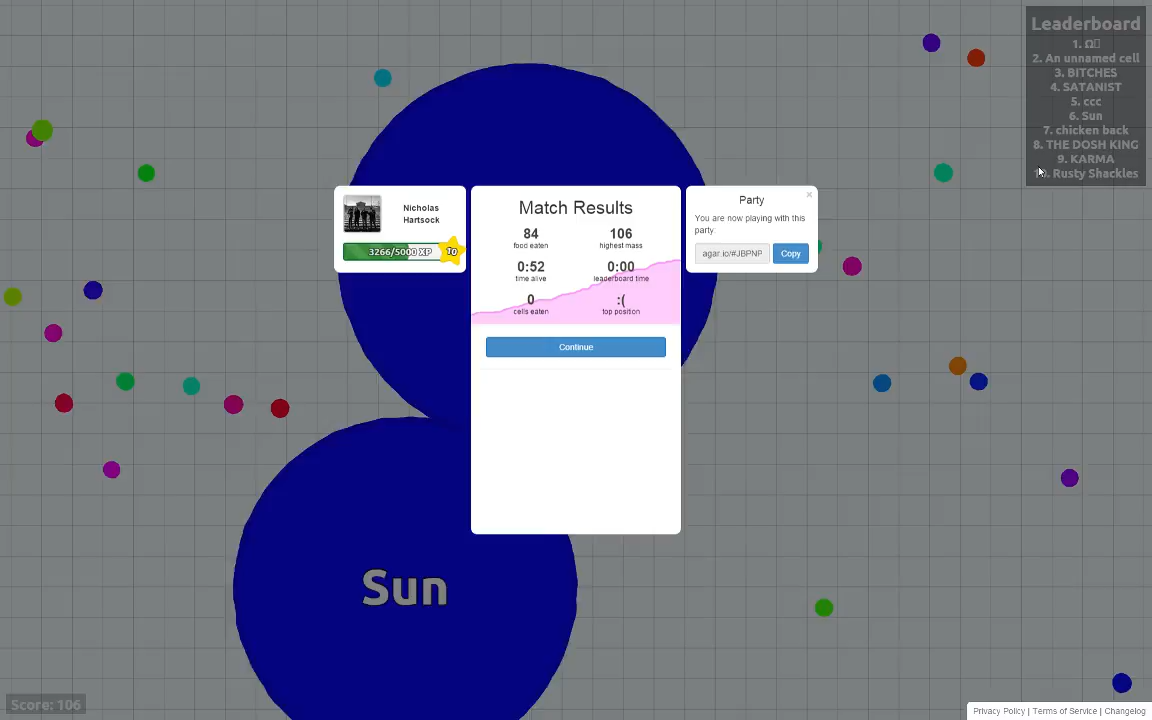 Leaderboard
1. Ω
2. An unnamed cell
3. BITCHES
4. SATANIST
5. ccc
6. Sun
7. chicken back
8. THE DOSH KING
9. KARMA
10. Rusty Shackles
Nicholas
Hartsock
3266/5000 XP
10
Match Results
84
food eaten
106
highest mass
0:52
time alive
0:00
leaderboard time
0
cells eaten
:(
top position
Continue
Party
×
You are now playing with this
party:
agar.io/#JBPNP
Copy
Sun
Score: 106
Privacy Policy | Terms of Service | Changelog